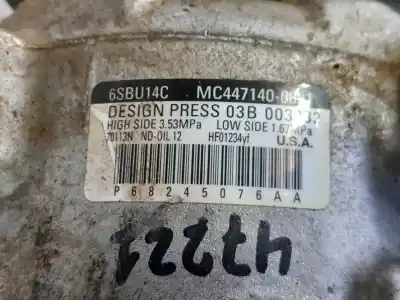 6SBU14C MC447140-
DESIGN PRESS 03B 003
HIGH SIDE 3.53MPa LOW SIDE 1.67MPa
70113N ND-OIL 12 HFO1234yf U.S.A.
P68245076AA
47221